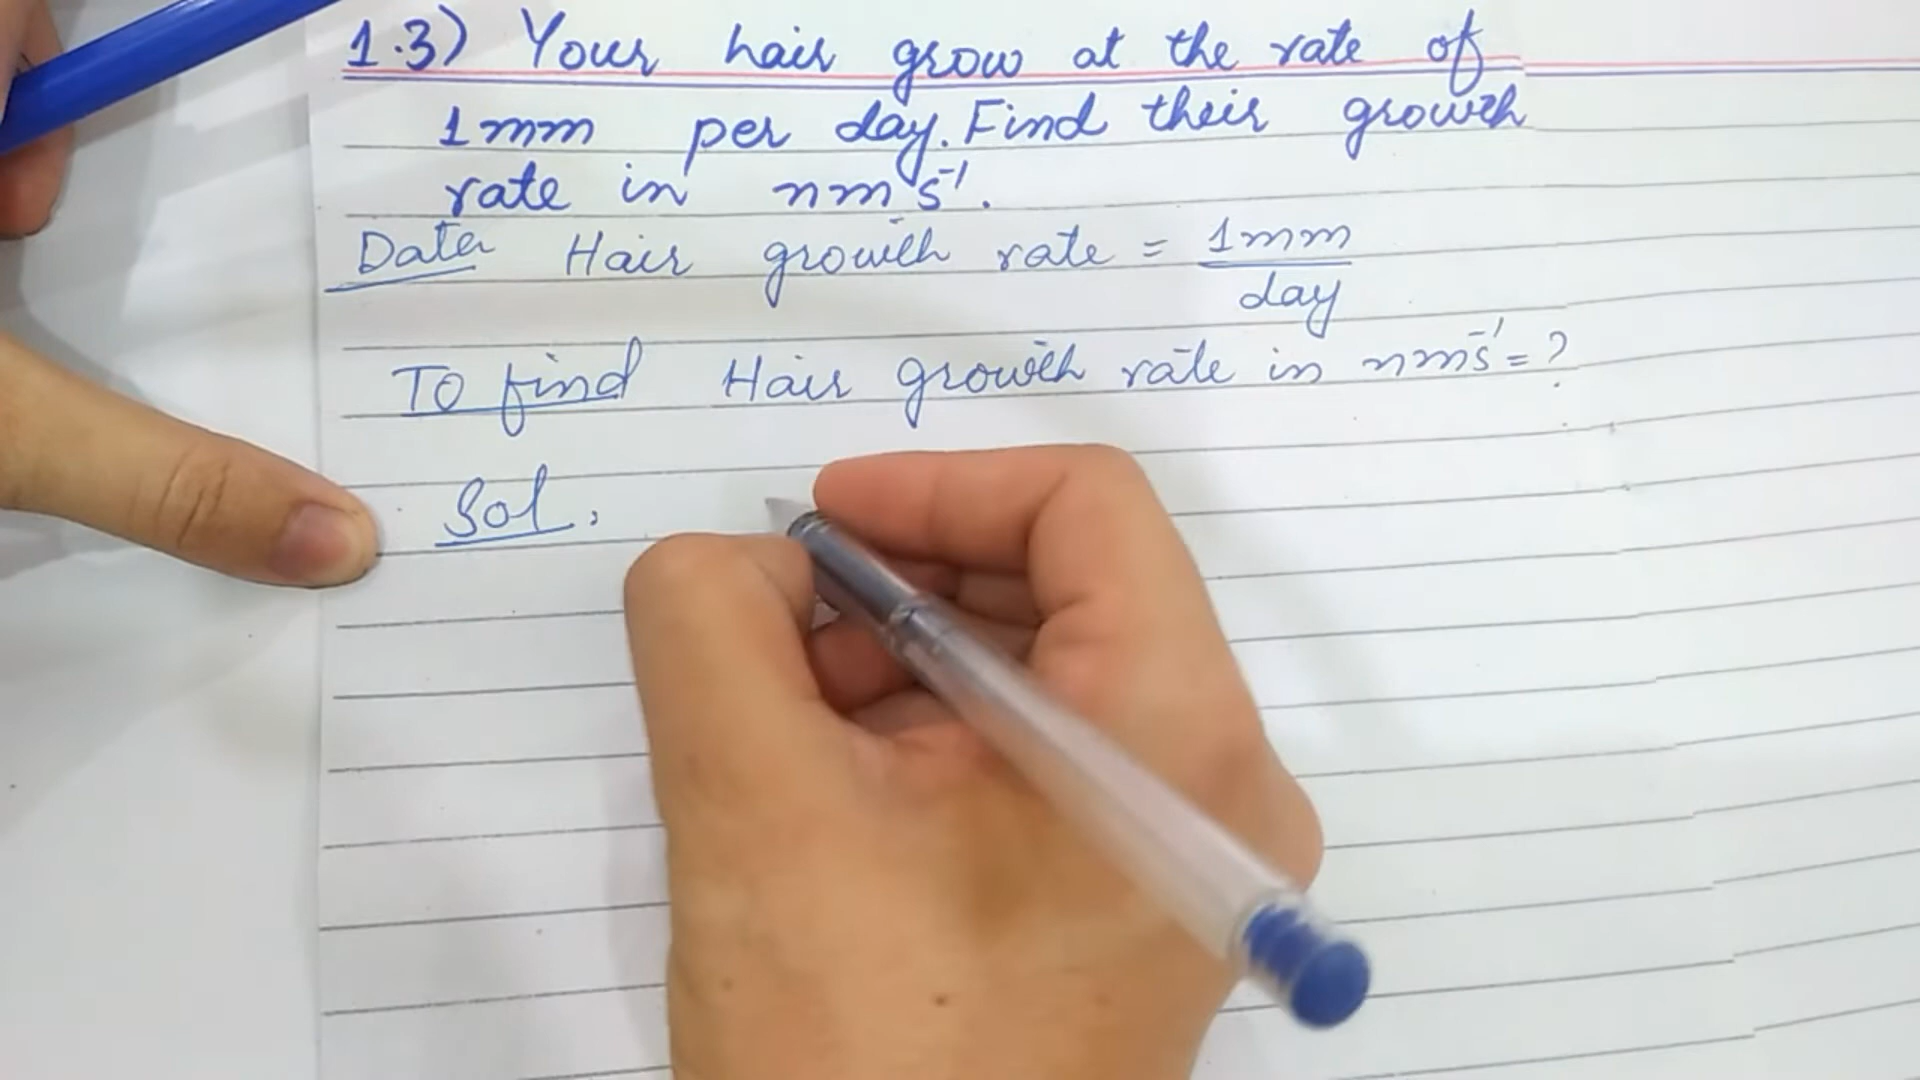 1.3) Your hair grow at the rate of
1mm per day. Find their growth
rate in nm s⁻¹.
Data Hair growth rate = 1mm / day
To find Hair growth rate in nms⁻¹ = ?
Sol,